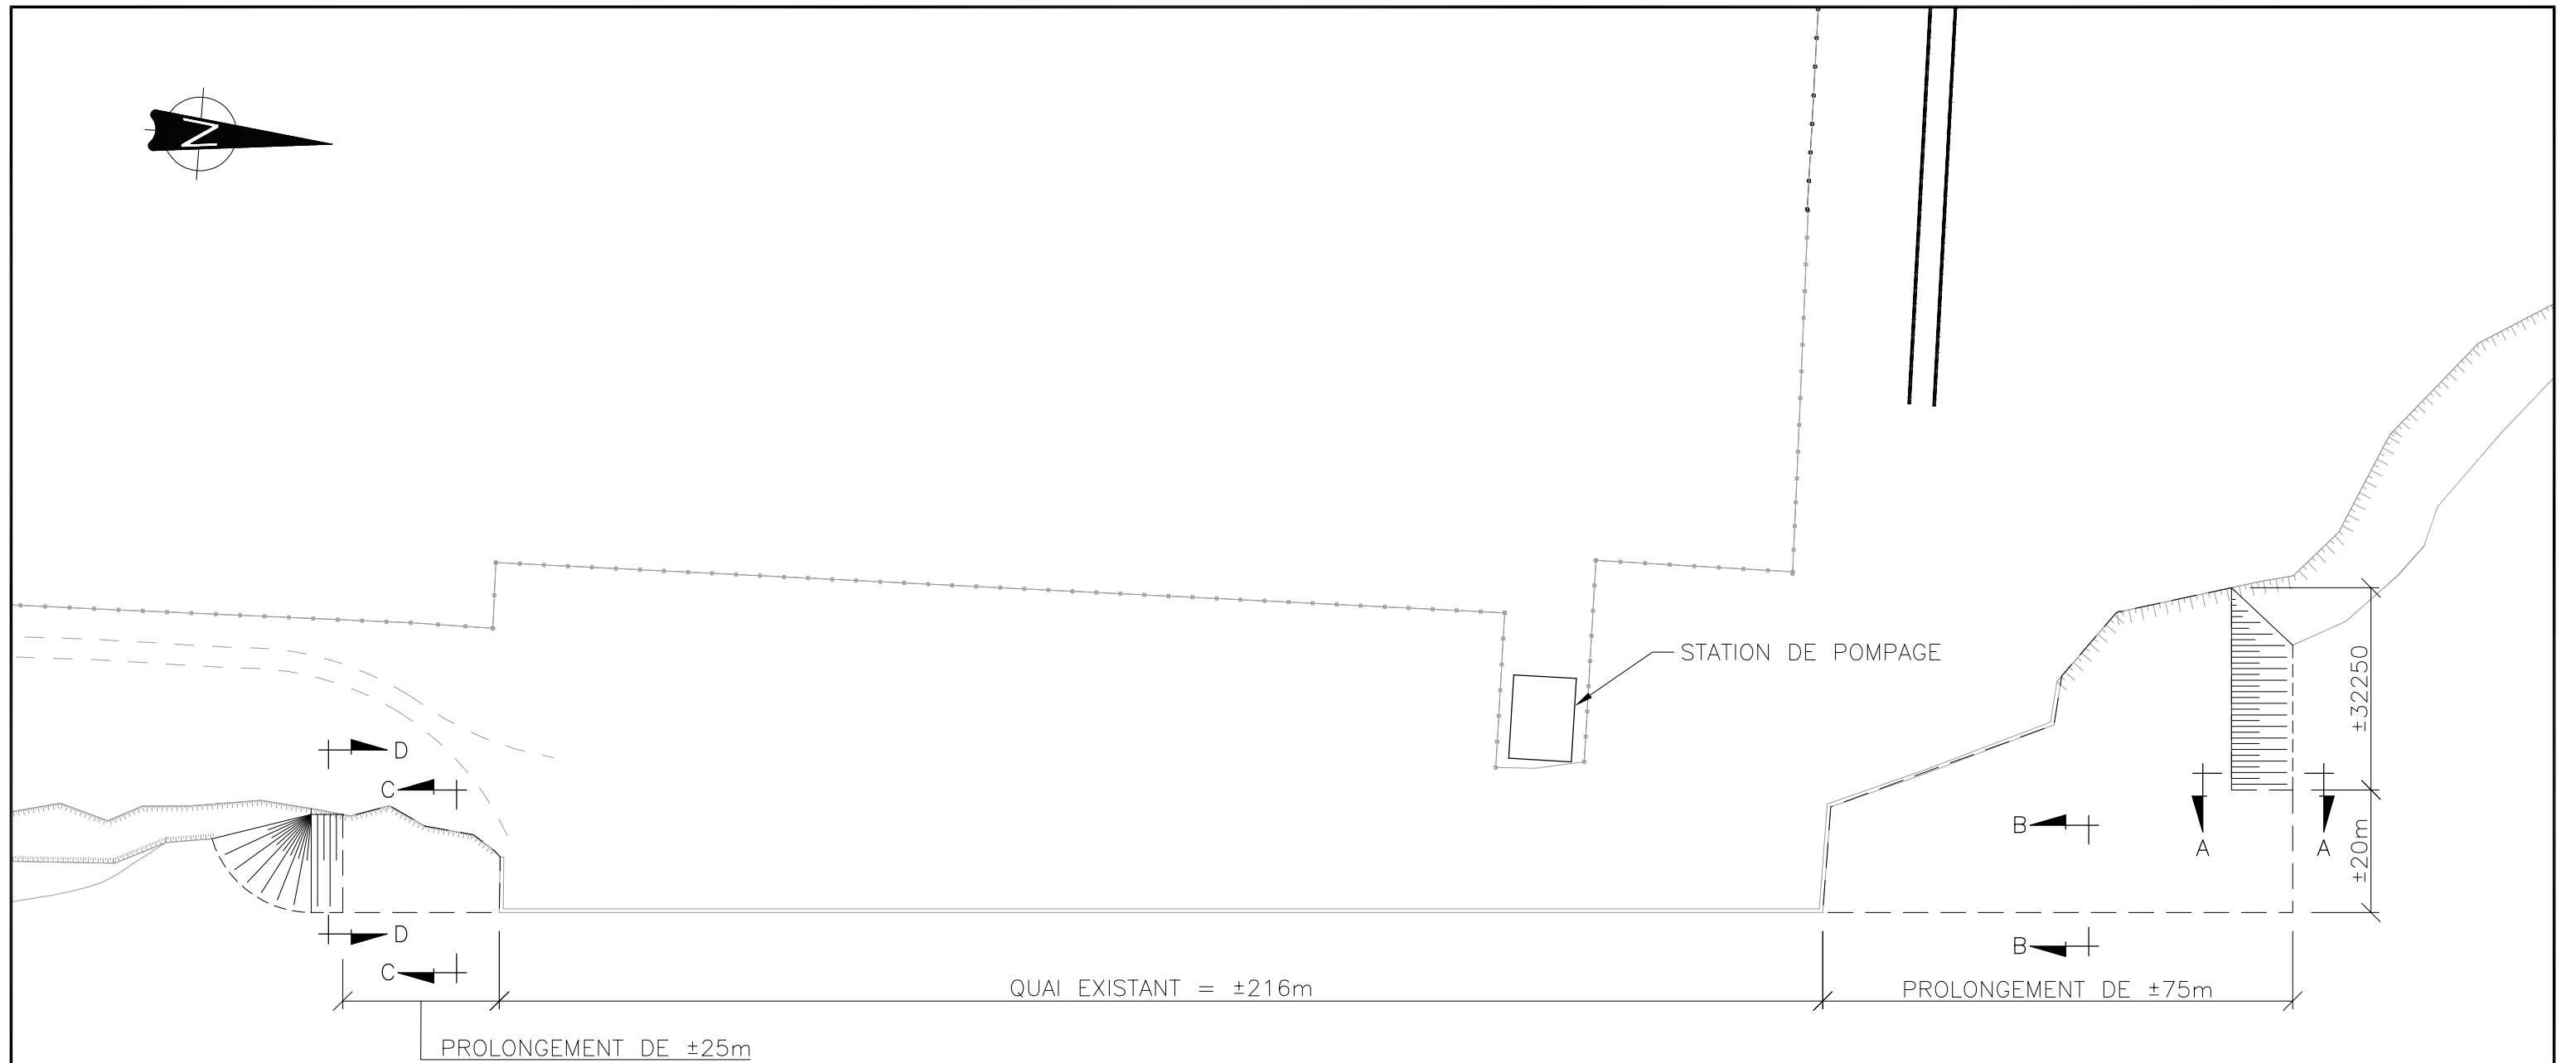 N
STATION DE POMPAGE
±32250
D
C
B
A
A
±20m
D
B
C
QUAI EXISTANT = ±216m
PROLONGEMENT DE ±75m
PROLONGEMENT DE ±25m